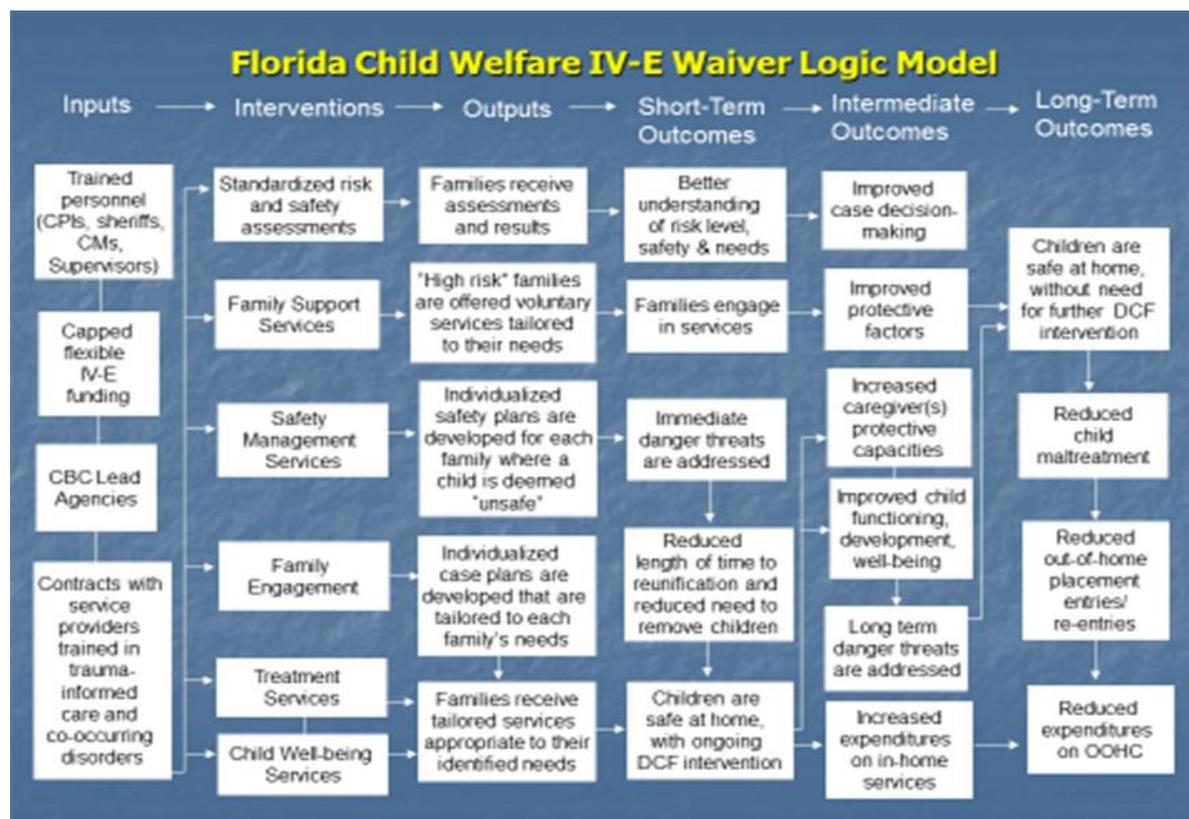 Florida Child Welfare IV-E Waiver Logic Model
Inputs
Interventions
Outputs
Short-Term
Outcomes
Intermediate
Outcomes
Long-Term
Outcomes
Trained
personnel
(CPIs, sheriffs,
CMs,
Supervisors)
Capped
flexible
IV-E
funding
CBC Lead
Agencies
Contracts with
service
providers
trained in
trauma-
informed
care and
co-occurring
disorders
Standardized risk
and safety
assessments
Family Support
Services
Safety
Management
Services
Family
Engagement
Treatment
Services
Child Well-being
Services
Families receive
assessments
and results
"High risk" families
are offered voluntary
services tailored
to their needs
Individualized
safety plans are
developed for each
family where a
child is deemed
"unsafe"
Individualized
case plans are
developed that are
tailored to each
family's needs
Families receive
tailored services
appropriate to their
identified needs
Better
understanding
of risk level,
safety & needs
Families engage
in services
Immediate
danger threats
are addressed
Reduced
length of time to
reunification and
reduced need to
remove children
Children are
safe at home,
with ongoing
DCF intervention
Improved
case decision-
making
Improved
protective
factors
Increased
caregiver(s)
protective
capacities
Improved child
functioning,
development,
well-being
Long term
danger threats
are addressed
Increased
expenditures
on in-home
services
Children are
safe at home,
without need
for further DCF
intervention
Reduced
child
maltreatment
Reduced
out-of-home
placement
entries/
re-entries
Reduced
expenditures
on OOHC